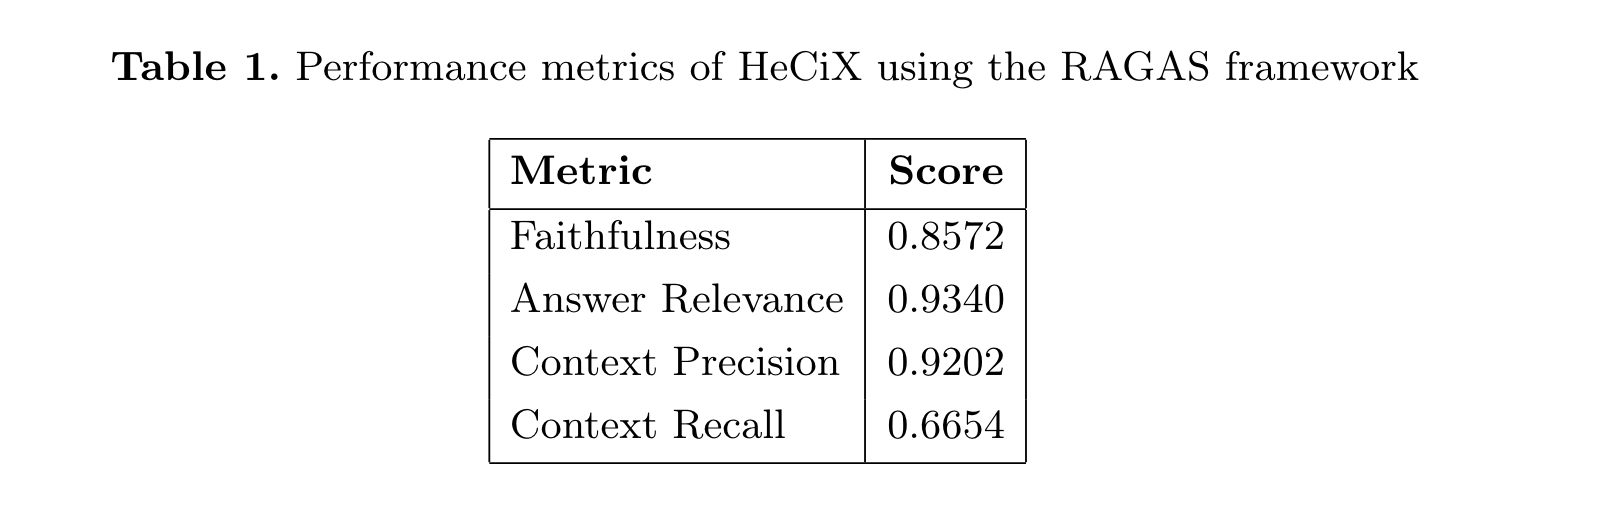 Table 1. Performance metrics of HeCiX using the RAGAS framework
Metric Score
Faithfulness 0.8572
Answer Relevance 0.9340
Context Precision 0.9202
Context Recall 0.6654